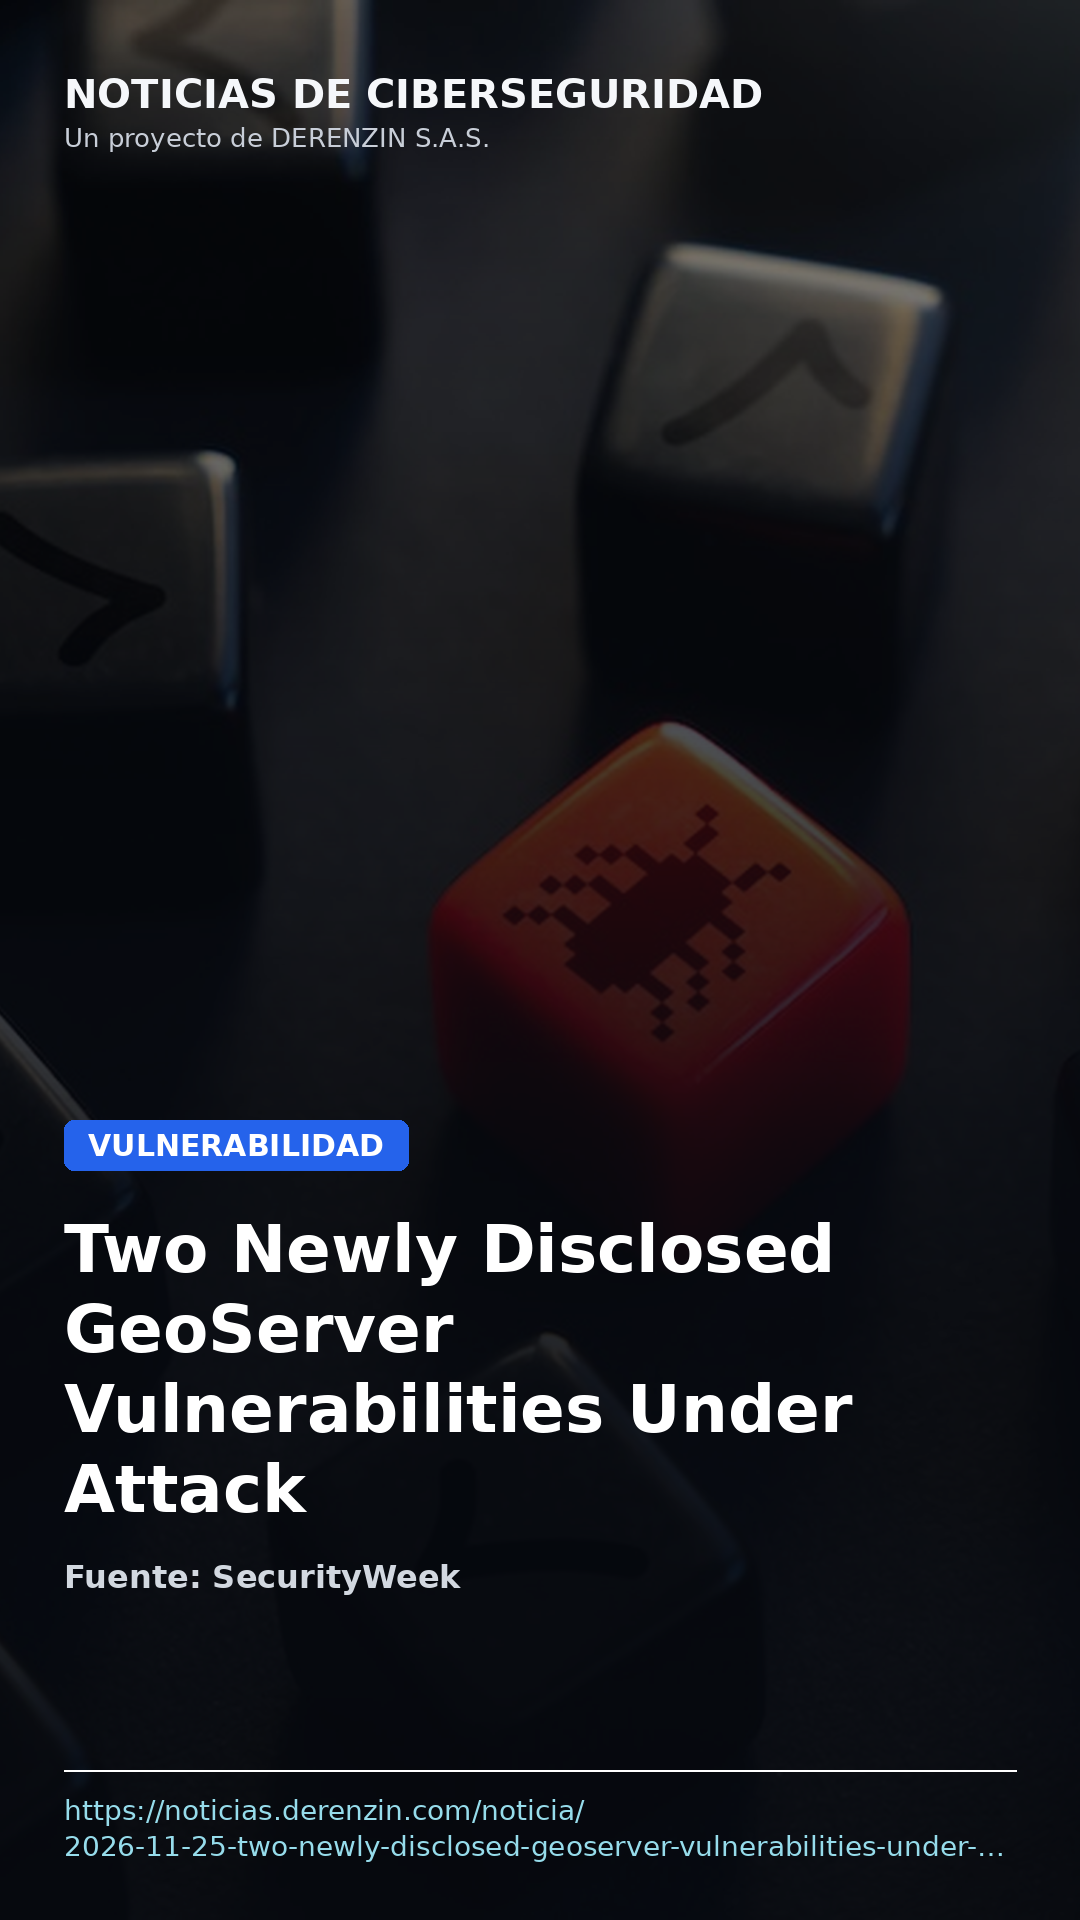 NOTICIAS DE CIBERSEGURIDAD
Un proyecto de DERENZIN S.A.S.
VULNERABILIDAD
Two Newly Disclosed
GeoServer
Vulnerabilities Under
Attack
Fuente: SecurityWeek
https://noticias.derenzin.com/noticia/
2026-11-25-two-newly-disclosed-geoserver-vulnerabilities-under-...